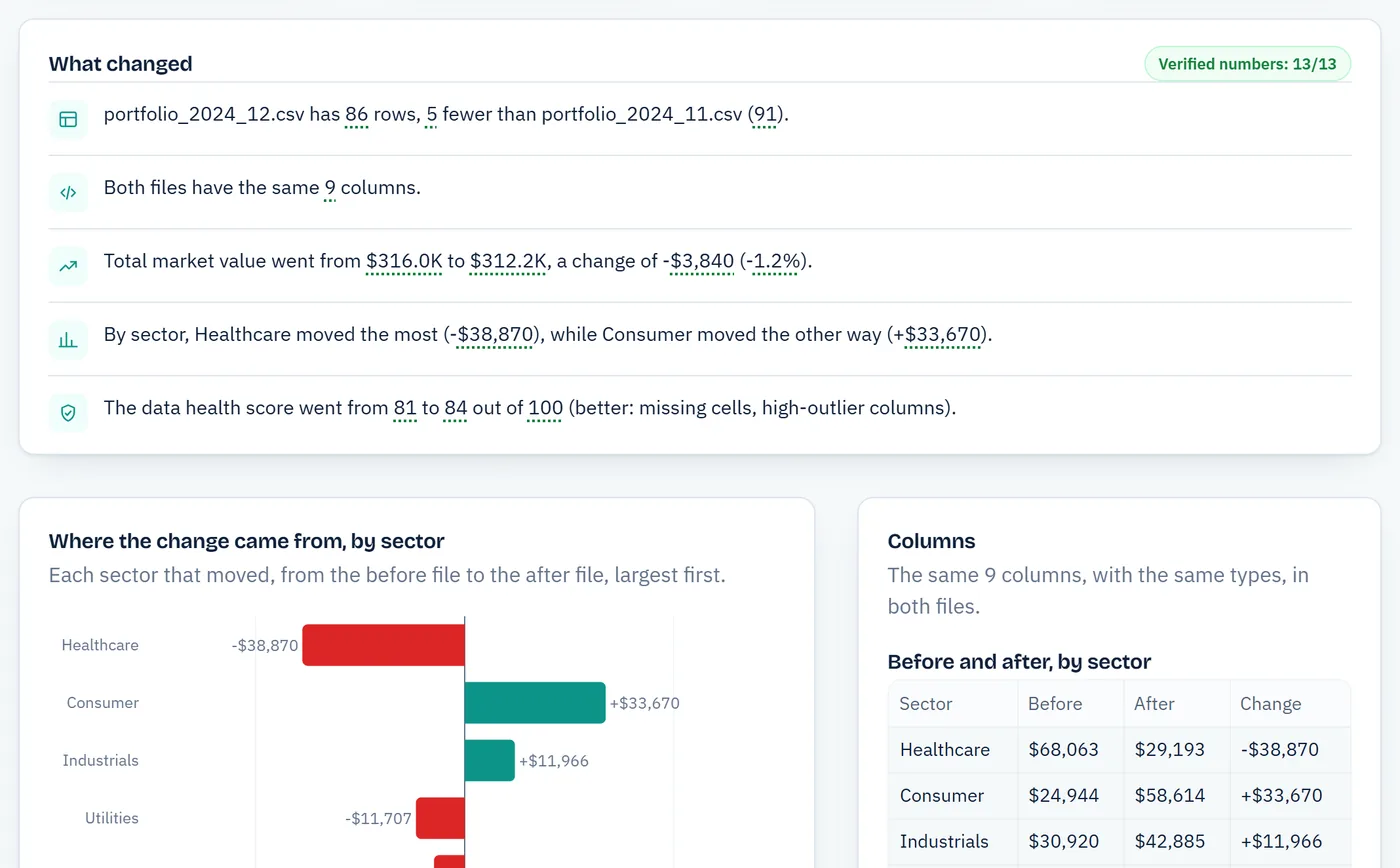 What changed
Verified numbers: 13/13
portfolio_2024_12.csv has 86 rows, 5 fewer than portfolio_2024_11.csv (91).
Both files have the same 9 columns.
Total market value went from $316.0K to $312.2K, a change of -$3,840 (-1.2%).
By sector, Healthcare moved the most (-$38,870), while Consumer moved the other way (+$33,670).
The data health score went from 81 to 84 out of 100 (better: missing cells, high-outlier columns).
Where the change came from, by sector
Each sector that moved, from the before file to the after file, largest first.
Healthcare -$38,870
Consumer +$33,670
Industrials +$11,966
Utilities -$11,707
Columns
The same 9 columns, with the same types, in
both files.
Before and after, by sector
Sector Before After Change
Healthcare $68,063 $29,193 -$38,870
Consumer $24,944 $58,614 +$33,670
Industrials $30,920 $42,885 +$11,966